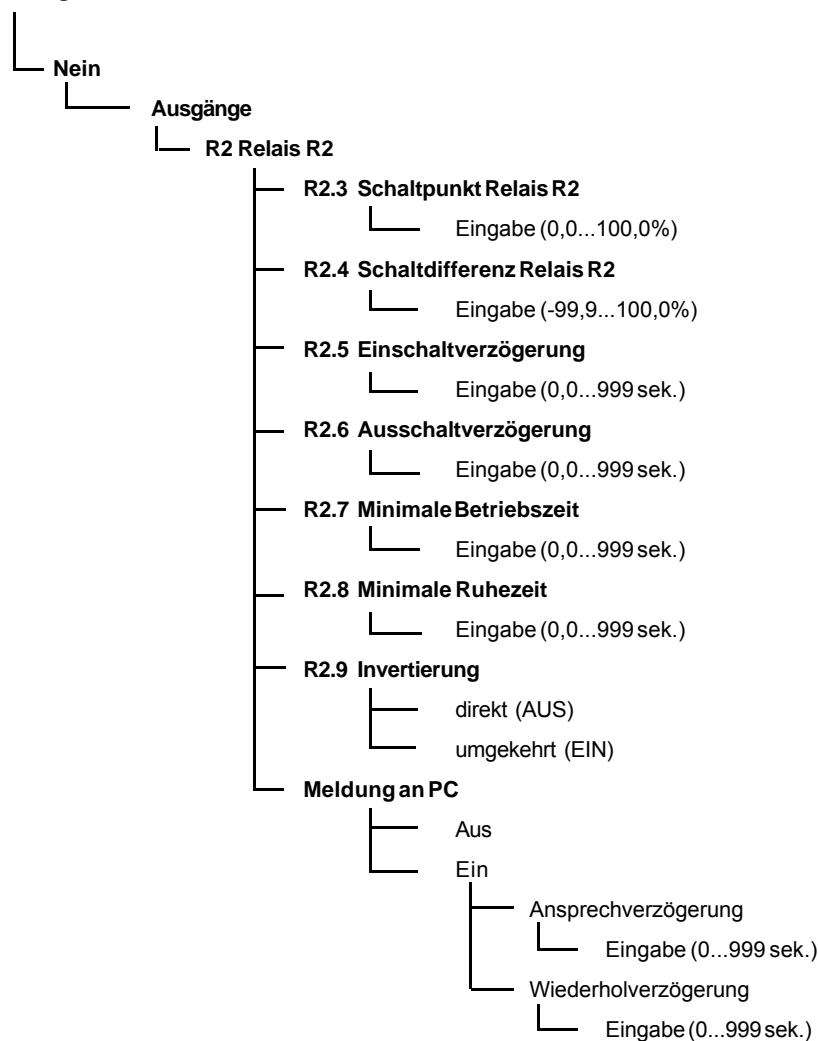 Nein
Ausgänge
R2 Relais R2
R2.3 Schaltpunkt Relais R2
Eingabe (0,0...100,0%)
R2.4 Schaltdifferenz Relais R2
Eingabe (-99,9...100,0%)
R2.5 Einschaltverzögerung
Eingabe (0,0...999 sek.)
R2.6 Ausschaltverzögerung
Eingabe (0,0...999 sek.)
R2.7 Minimale Betriebszeit
Eingabe (0,0...999 sek.)
R2.8 Minimale Ruhezeit
Eingabe (0,0...999 sek.)
R2.9 Invertierung
direkt (AUS)
umgekehrt (EIN)
Meldung an PC
Aus
Ein
Ansprechverzögerung
Eingabe (0...999 sek.)
Wiederholverzögerung
Eingabe (0...999 sek.)